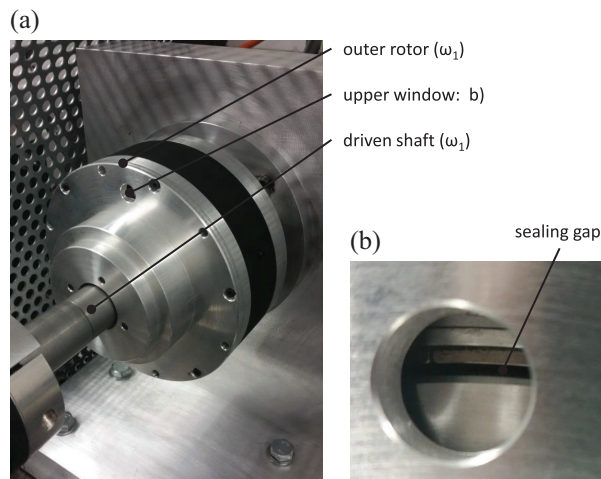 (a)
outer rotor (ω₁)
upper window: b)
driven shaft (ω₁)
(b)
sealing gap